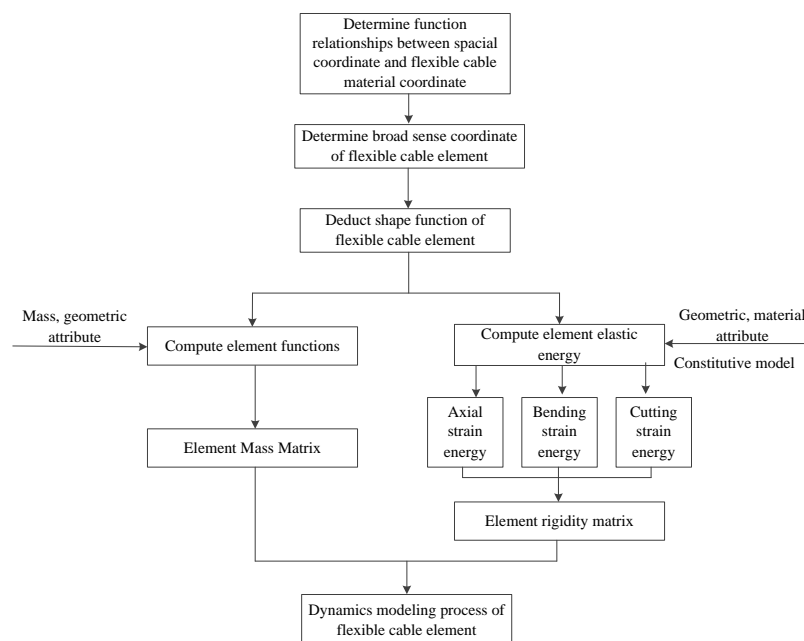 Determine function
relationships between spacial
coordinate and flexible cable
material coordinate
Determine broad sense coordinate
of flexible cable element
Deduct shape function of
flexible cable element
Mass, geometric
attribute
Compute element functions
Compute element elastic
energy
Geometric, material
attribute
Constitutive model
Axial
strain
energy
Bending
strain
energy
Cutting
strain
energy
Element Mass Matrix
Element rigidity matrix
Dynamics modeling process of
flexible cable element